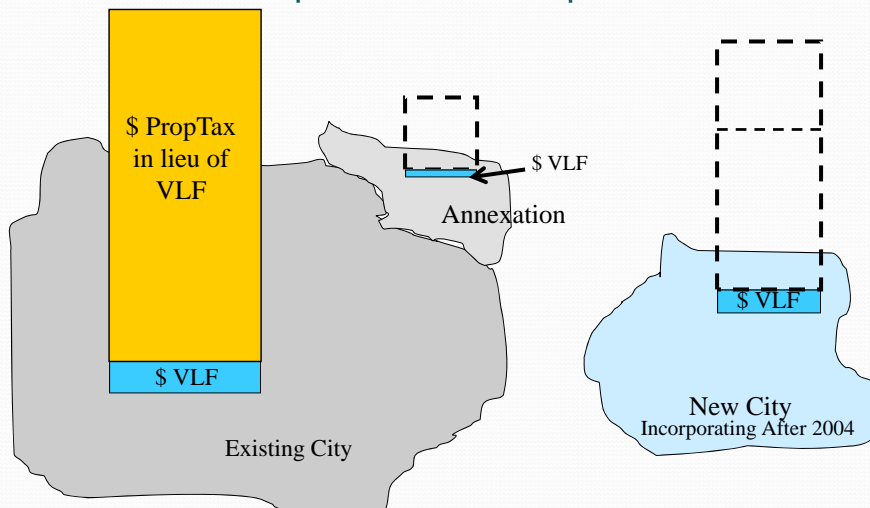 $ PropTax
in lieu of
VLF
$ VLF
Annexation
$ VLF
$ VLF
New City
Incorporating After 2004
Existing City